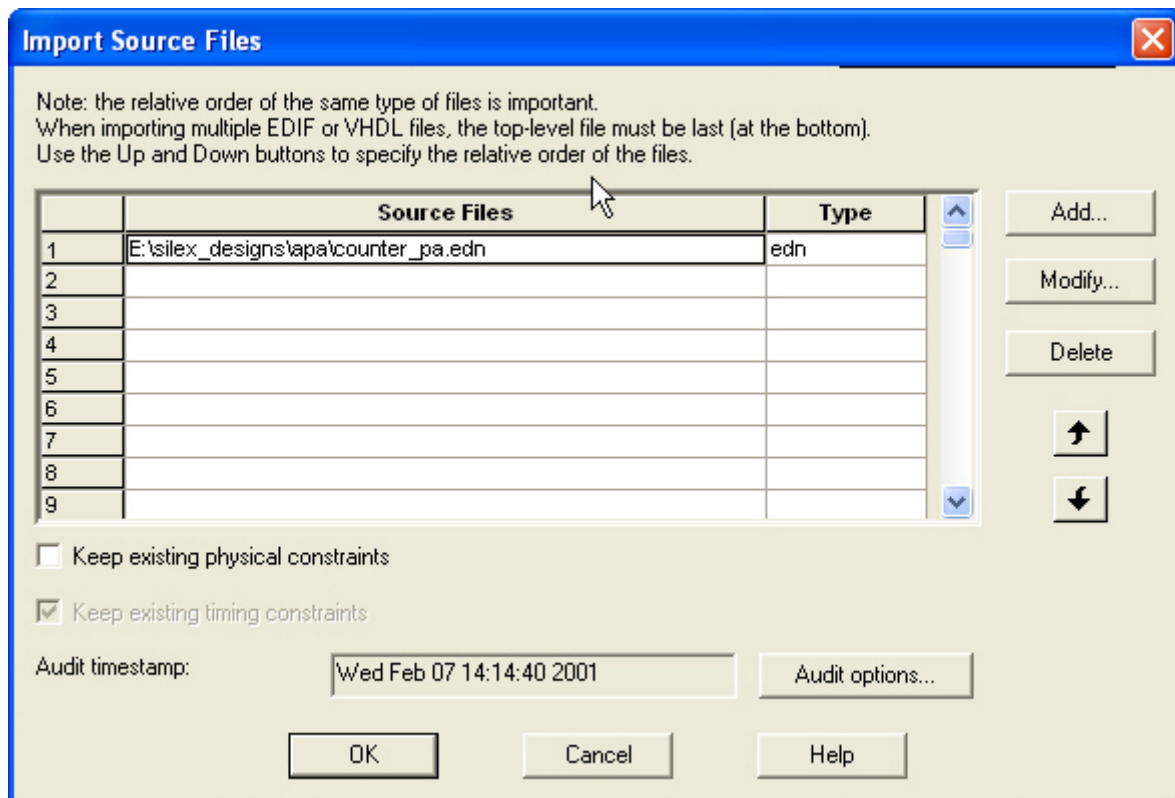 Import Source Files
Note: the relative order of the same type of files is important.
When importing multiple EDIF or VHDL files, the top-level file must be last (at the bottom).
Use the Up and Down buttons to specify the relative order of the files.
Source Files Type
1 E:\silex_designs\apa\counter_pa.edn edn
2
3
4
5
6
7
8
9
Add...
Modify...
Delete
Keep existing physical constraints
Keep existing timing constraints
Audit timestamp: Wed Feb 07 14:14:40 2001 Audit options...
OK Cancel Help